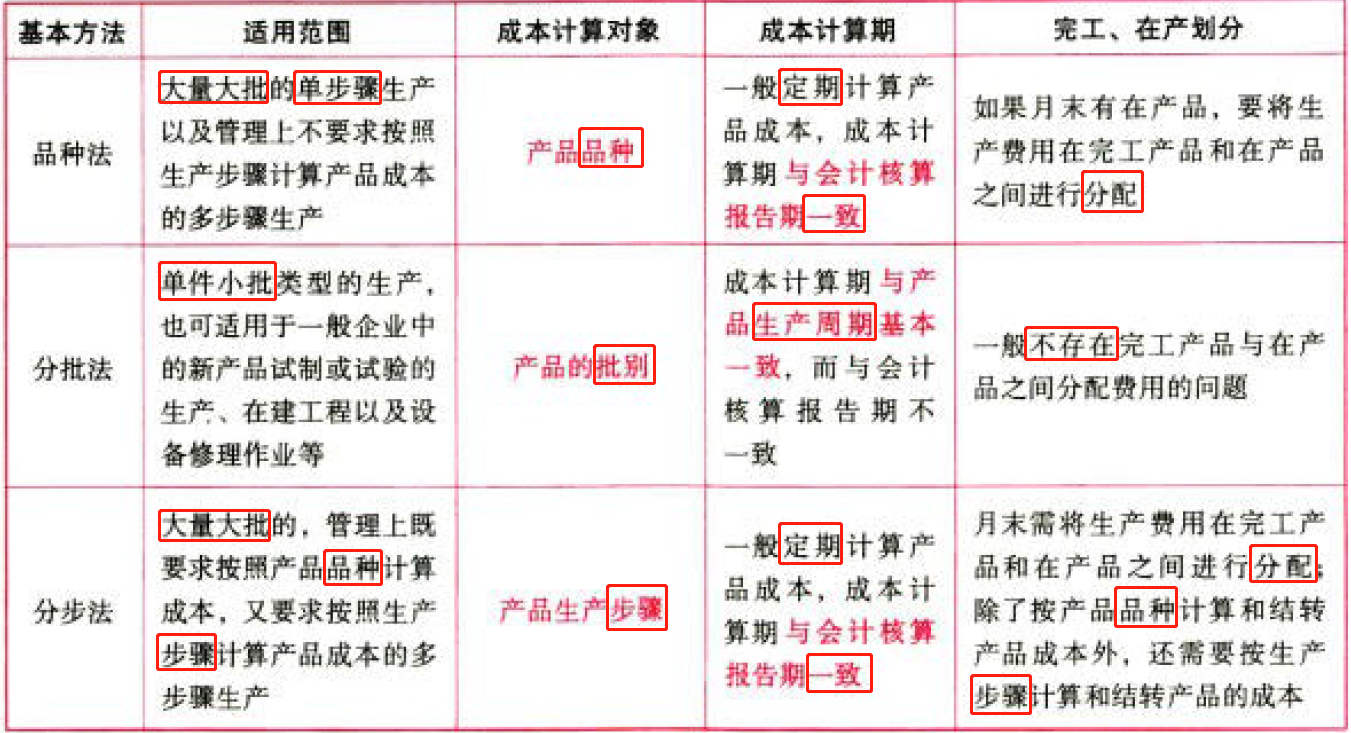 基本方法
适用范围
成本计算对象
成本计算期
完工、在产划分
品种法
大量大批的单步骤生产
以及管理上不要求按照
生产步骤计算产品成本
的多步骤生产
产品品种
一般定期计算产
品成本，成本计
算期与会计核算
报告期一致
如果月末有在产品，要将生
产费用在完工产品和在产品
之间进行分配
分批法
单件小批类型的生产，
也可适用于一般企业中
的新产品试制或试验的
生产、在建工程以及设
备修理作业等
产品的批别
成本计算期与产
品生产周期基本
一致，而与会计
核算报告期不
一致
一般不存在完工产品与在产
品之间分配费用的问题
分步法
大量大批的，管理上既
要求按照产品品种计算
成本，又要求按照生产
步骤计算产品成本的多
步骤生产
产品生产步骤
一般定期计算产
品成本，成本计
算期与会计核算
报告期一致
月末需将生产费用在完工产
品和在产品之间进行分配；
除了按产品品种计算和结转
产品成本外，还需要按生产
步骤计算和结转产品的成本